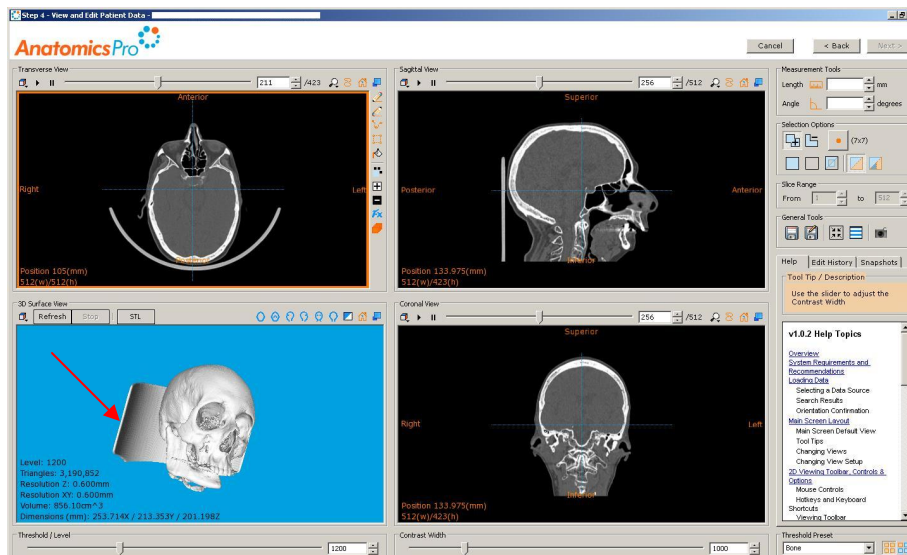 Step 4 - View and Edit Patient Data -
AnatomicsPro
Cancel
< Back
Next >
Transverse View
211
/423
Anterior
Right
Left
Posterior
Position 105(mm)
512(w)/512(h)
Fx
Sagittal View
256
/512
Superior
Posterior
Anterior
Inferior
Position 133.975(mm)
512(w)/423(h)
Measurement Tools
Length
mm
Angle
degrees
Selection Options
(7x7)
Slice Range
From
1
to
512
General Tools
Help
Edit History
Snapshots
Tool Tip / Description
Use the slider to adjust the
Contrast Width
3D Surface View
Refresh
Stop
STL
Level: 1200
Triangles: 3,190,852
Resolution Z: 0.600mm
Resolution XY: 0.600mm
Volume: 856.10cm^3
Dimensions (mm): 253.714X / 213.353Y / 201.198Z
Coronal View
256
/512
Superior
Right
Left
Inferior
Position 133.975(mm)
512(w)/423(h)
v1.0.2 Help Topics
Overview
System Requirements and
Recommendations
Loading Data
Selecting a Data Source
Search Results
Orientation Confirmation
Main Screen Layout
Main Screen Default View
Tool Tips
Changing Views
Changing View Setup
2D Viewing Toolbar, Controls &
Options
Mouse Controls
Hotkeys and Keyboard
Shortcuts
Viewing Toolbar
Threshold / Level
1200
Contrast Width
1000
Threshold Preset
Bone